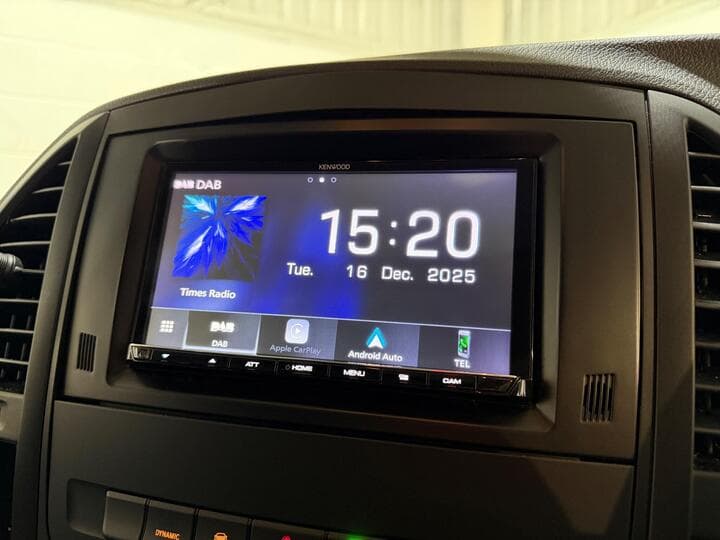 KENWOOD
DAB DAB
15:20
Tue. 16 Dec. 2025
Times Radio
DAB
DAB
Apple CarPlay
Android Auto
TEL
ATT
HOME
MENU
CAM
DYNAMIC